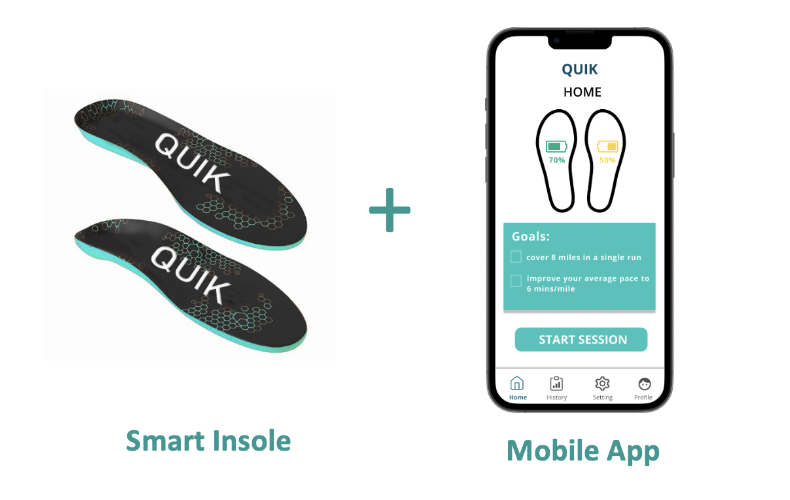 QUIK
QUIK
+
QUIK
HOME
70%
50%
Goals:
cover 8 miles in a single run
improve your average pace to
6 mins/mile
START SESSION
Home
History
Setting
Profile
Smart Insole
Mobile App